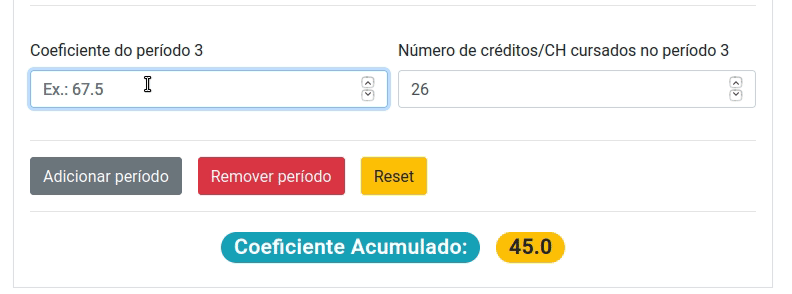 Coeficiente do período 3
Número de créditos/CH cursados no período 3
Ex.: 67.5
26
Adicionar período
Remover período
Reset
Coeficiente Acumulado:
45.0